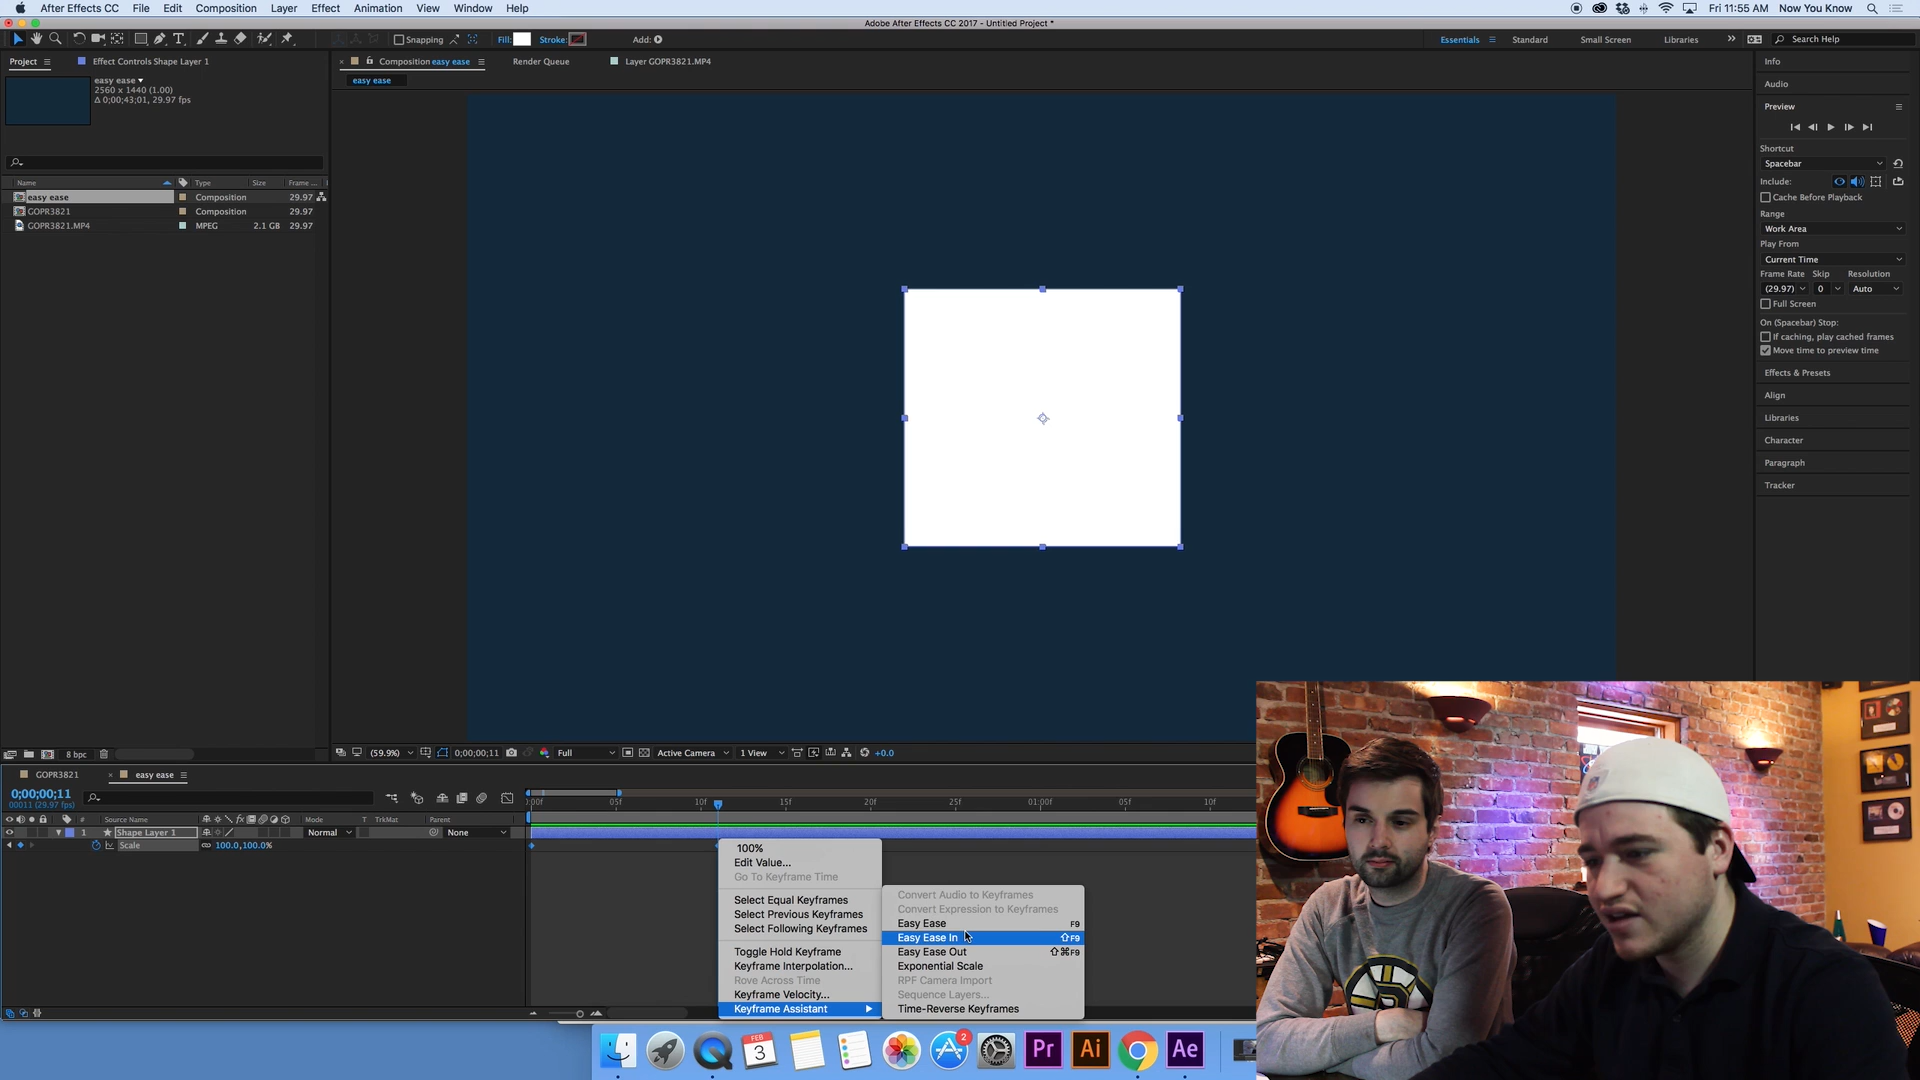 After Effects CC File Edit Composition Layer Effect Animation View Window Help
Fri 11:55 AM Now You Know
Adobe After Effects CC 2017 - Untitled Project *
Snapping Fill: Stroke: Add:
Essentials Standard Small Screen Libraries Search Help
Project Effect Controls Shape Layer 1
Composition easy ease Render Queue Layer GOPR3821.MP4
easy ease
easy ease
2560 x 1440 (1.00)
Δ 0;00;43;01, 29.97 fps
Name Type Size Frame ...
easy ease Composition 29.97
GOPR3821 Composition 29.97
GOPR3821.MP4 MPEG 2.1 GB 29.97
Info
Audio
Preview
Shortcut
Spacebar
Include:
Cache Before Playback
Range
Work Area
Play From
Current Time
Frame Rate Skip Resolution
(29.97) 0 Auto
Full Screen
On (Spacebar) Stop:
If caching, play cached frames
Move time to preview time
Effects & Presets
Align
Libraries
Character
Paragraph
Tracker
8 bpc
(59.9%) 0;00;00;11 Full Active Camera 1 View +0.0
GOPR3821 easy ease
0;00;00;11
00011 (29.97 fps)
:00f 05f 10f 15f 20f 25f 01:00f 05f 10f
# Source Name fx Mode T TrkMat Parent
1 Shape Layer 1 Normal None
Scale 100.0,100.0%
100%
Edit Value...
Go To Keyframe Time
Select Equal Keyframes
Select Previous Keyframes
Select Following Keyframes
Toggle Hold Keyframe
Keyframe Interpolation...
Rove Across Time
Keyframe Velocity...
Keyframe Assistant
Convert Audio to Keyframes
Convert Expression to Keyframes
Easy Ease F9
Easy Ease In ⇧F9
Easy Ease Out ⇧⌘F9
Exponential Scale
RPF Camera Import
Sequence Layers...
Time-Reverse Keyframes
FEB
3
2
Pr Ai Ae